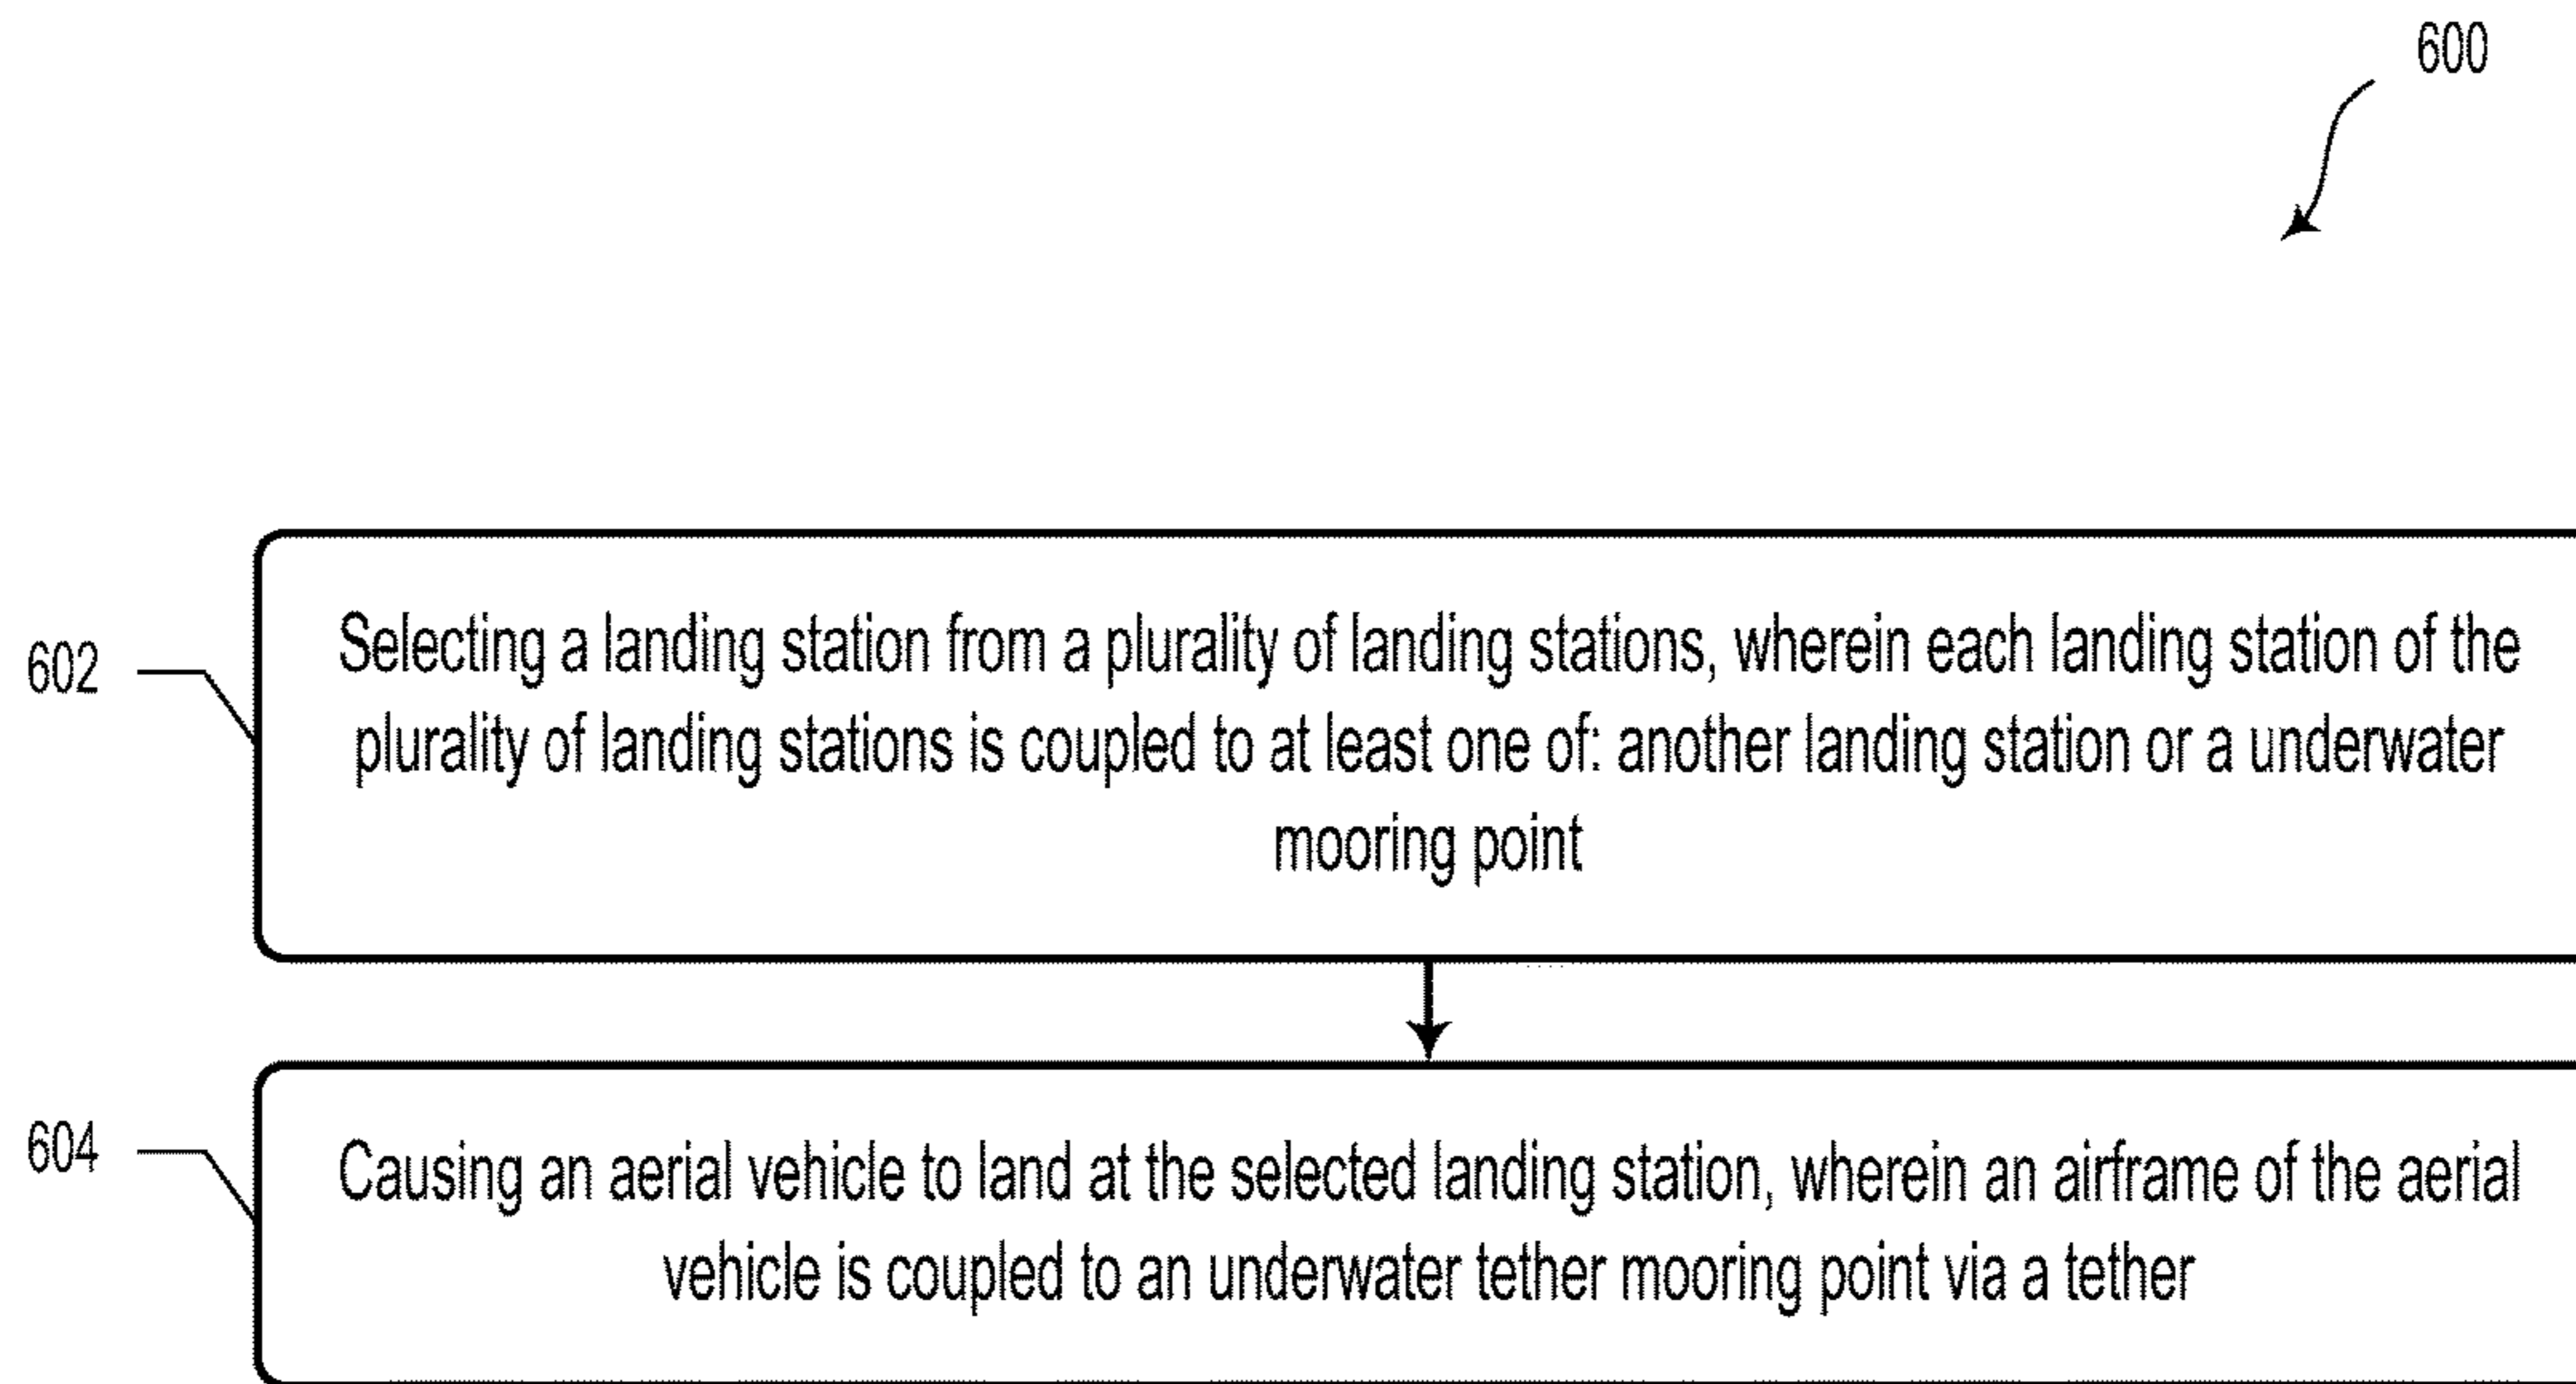 600
602
Selecting a landing station from a plurality of landing stations, wherein each landing station of the
plurality of landing stations is coupled to at least one of: another landing station or a underwater
mooring point
604
Causing an aerial vehicle to land at the selected landing station, wherein an airframe of the aerial
vehicle is coupled to an underwater tether mooring point via a tether